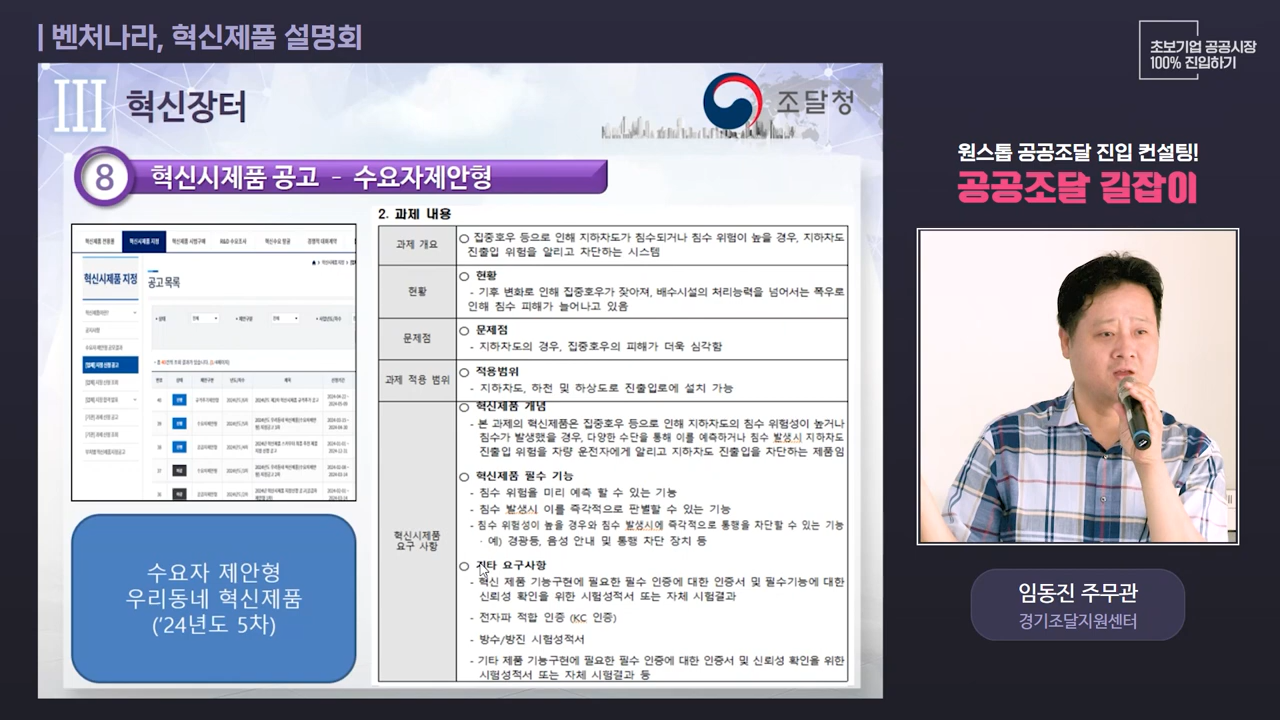 | 벤처나라, 혁신제품 설명회
초보기업 공공시장
100% 진입하기
III 혁신장터
조달청
8 혁신시제품 공고 - 수요자제안형
원스톱 공공조달 진입 컨설팅!
공공조달 길잡이
혁신시제품 지정
공고 목록
수요자 제안형
우리동네 혁신제품
('24년도 5차)
2. 과제 내용
과제 개요
○ 집중호우 등으로 인해 지하차도가 침수되거나 침수 위험이 높을 경우, 지하차도
진출입 위험을 알리고 차단하는 시스템
현황
○ 현황
- 기후 변화로 인해 집중호우가 잦아져, 배수시설의 처리능력을 넘어서는 폭우로
인해 침수 피해가 늘어나고 있음
문제점
○ 문제점
- 지하차도의 경우, 집중호우의 피해가 더욱 심각함
과제 적용 범위
○ 적용범위
- 지하차도, 하천 및 하상도로 진출입로에 설치 가능
혁신시제품
요구 사항
○ 혁신제품 개념
- 본 과제의 혁신제품은 집중호우 등으로 인해 지하차도의 침수 위험성이 높거나
침수가 발생했을 경우, 다양한 수단을 통해 이를 예측하거나 침수 발생시 지하차도
진출입 위험을 차량 운전자에게 알리고 지하차도 진출입을 차단하는 제품임
○ 혁신제품 필수 기능
- 침수 위험을 미리 예측 할 수 있는 기능
- 침수 발생시 이를 즉각적으로 판별할 수 있는 기능
- 침수 위험성이 높을 경우와 침수 발생시에 즉각적으로 통행을 차단할 수 있는 기능
· 예) 경광등, 음성 안내 및 통행 차단 장치 등
○ 기타 요구사항
- 혁신 제품 기능구현에 필요한 필수 인증에 대한 인증서 및 필수기능에 대한
신뢰성 확인을 위한 시험성적서 또는 자체 시험결과
- 전자파 적합 인증 (KC 인증)
- 방수/방진 시험성적서
- 기타 제품 기능구현에 필요한 필수 인증에 대한 인증서 및 신뢰성 확인을 위한
시험성적서 또는 자체 시험결과 등
임동진 주무관
경기조달지원센터